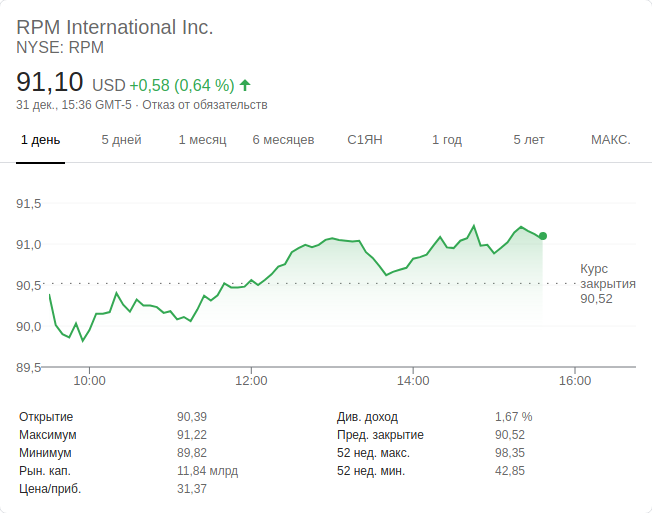 RPM International Inc.
NYSE: RPM
91,10 USD +0,58 (0,64 %)
31 дек., 15:36 GMT-5 · Отказ от обязательств
1 день 5 дней 1 месяц 6 месяцев С1ЯН 1 год 5 лет МАКС.
91,5
91,0
Курс
закрытия
90,52
90,5
90,0
89,5
10:00 12:00 14:00 16:00
Открытие 90,39 Див. доход 1,67 %
Максимум 91,22 Пред. закрытие 90,52
Минимум 89,82 52 нед. макс. 98,35
Рын. кап. 11,84 млрд 52 нед. мин. 42,85
Цена/приб. 31,37